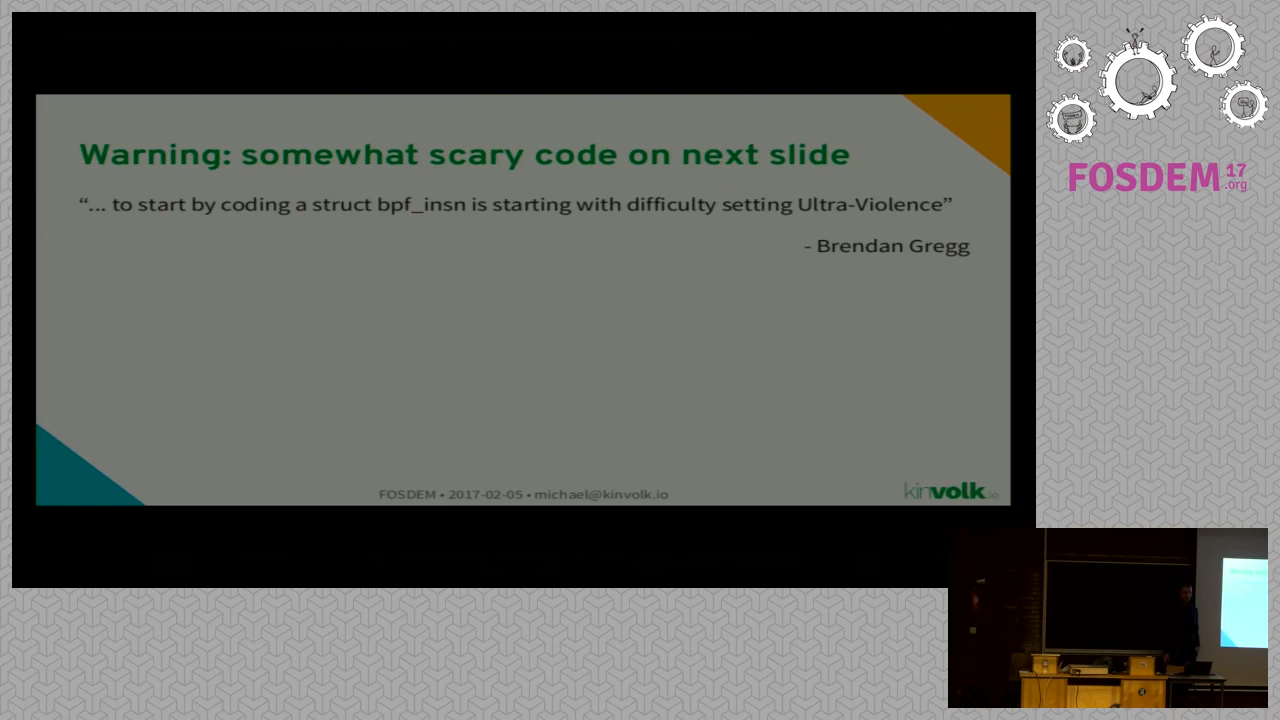 Warning: somewhat scary code on next slide
“... to start by coding a struct bpf_insn is starting with difficulty setting Ultra-Violence”
- Brendan Gregg
FOSDEM • 2017-02-05 • michael@kinvolk.io
kinvolk.io
FOSDEM 17 .org